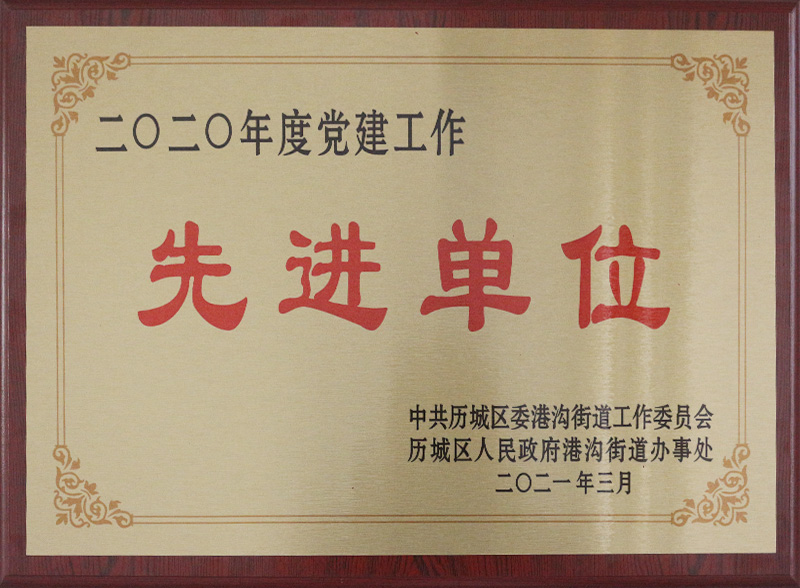 二〇二〇年度党建工作
先进单位
中共历城区委港沟街道工作委员会
历城区人民政府港沟街道办事处
二〇二一年三月